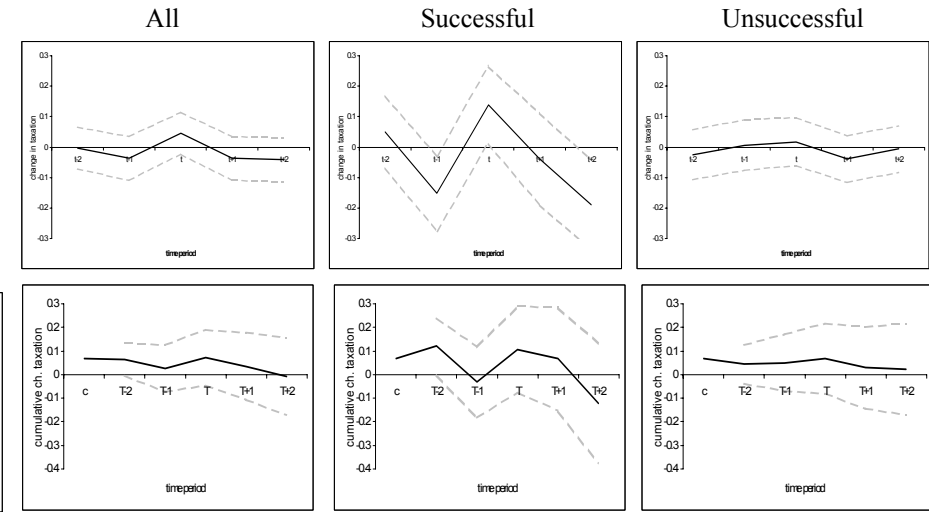 All
Successful
Unsuccessful
change in taxation
0.3
0.2
0.1
0
-0.1
-0.2
-0.3
t-2 t-1 t t+1 t+2
time period
change in taxation
0.3
0.2
0.1
0
-0.1
-0.2
-0.3
t-2 t-1 t t+1 t+2
time period
change in taxation
0.3
0.2
0.1
0
-0.1
-0.2
-0.3
t-2 t-1 t t+1 t+2
time period
cumulative ch. taxation
0.3
0.2
0.1
0
-0.1
-0.2
-0.3
-0.4
c T-2 T-1 T T+1 T+2
time period
cumulative ch. taxation
0.3
0.2
0.1
0
-0.1
-0.2
-0.3
-0.4
c T-2 T-1 T T+1 T+2
time period
cumulative ch. taxation
0.3
0.2
0.1
0
-0.1
-0.2
-0.3
-0.4
c T-2 T-1 T T+1 T+2
time period